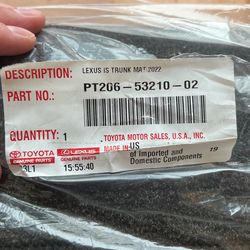 DESCRIPTION: LEXUS IS TRUNK MAT 2022
PART NO.: PT206-53210-02
QUANTITY: 1 TOYOTA MOTOR SALES, U.S.A., INC.
MADE IN US
TOYOTA LEXUS of Imported and 19
GENUINE PARTS GENUINE PARTS Domestic Components
15:55:40